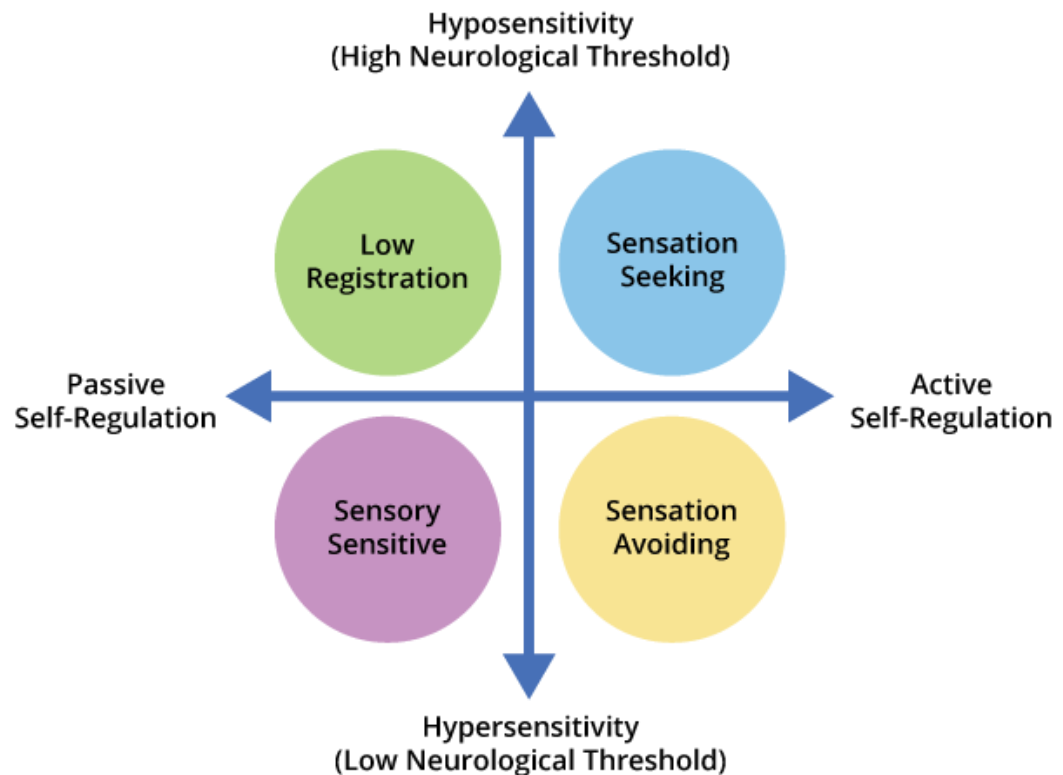 Hyposensitivity
(High Neurological Threshold)
Low
Registration
Sensation
Seeking
Passive
Self-Regulation
Active
Self-Regulation
Sensory
Sensitive
Sensation
Avoiding
Hypersensitivity
(Low Neurological Threshold)